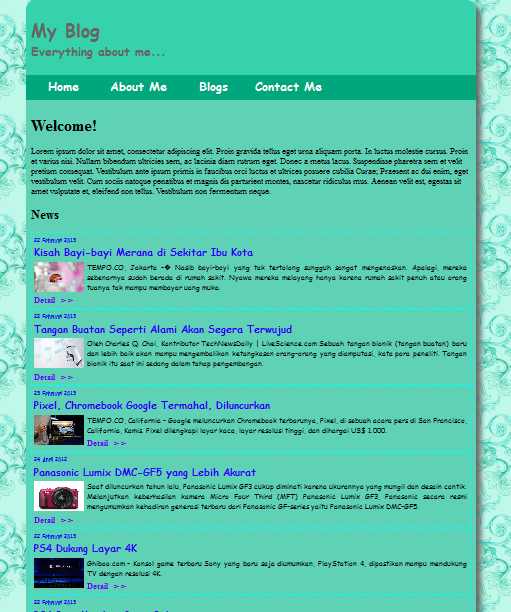 My Blog
Everything about me...
Home About Me Blogs Contact Me
Welcome!
Lorem ipsum dolor sit amet, consectetur adipiscing elit. Proin gravida tellus eget urna aliquam porta. In luctus molestie cursus. Proin
et varius nisi. Nullam bibendum ultricies sem, ac lacinia diam rutrum eget. Donec a metus lacus. Suspendisse pharetra sem et velit
pretium consequat. Vestibulum ante ipsum primis in faucibus orci luctus et ultrices posuere cubilia Curae; Praesent ac dui enim, eget
vestibulum velit. Cum sociis natoque penatibus et magnis dis parturient montes, nascetur ridiculus mus. Aenean velit est, egestas sit
amet vulputate et, eleifend non tellus. Vestibulum non fermentum neque.
News
22 Februari 2013
Kisah Bayi-bayi Merana di Sekitar Ibu Kota
TEMPO.CO, Jakarta -� Nasib bayi-bayi yang tak tertolong sungguh sangat mengenaskan. Apalagi, mereka
sebenarnya sudah berada di rumah sakit. Nyawa mereka melayang hanya karena rumah sakit penuh atau orang
tuanya tak mampu membayar uang muka.
Detail >>
22 Februari 2013
Tangan Buatan Seperti Alami Akan Segera Terwujud
Oleh Charles Q. Choi, Kontributor TechNewsDaily | LiveScience.com Sebuah tangan bionik (tangan buatan) baru
dan lebih baik akan mampu mengembalikan ketangkasan orang-orang yang diamputasi, kata para peneliti. Tangan
bionik itu saat ini sedang dalam tahap pengembangan.
Detail >>
23 Februari 2013
Pixel, Chromebook Google Termahal, Diluncurkan
TEMPO.CO, California - Google meluncurkan Chromebook terbarunya, Pixel, di sebuah acara pers di San Francisco,
California, Kamis. Pixel dilengkapi layar kaca, layar resolusi tinggi, dan dihargai US$ 1.000.
Detail >>
24 April 2012
Panasonic Lumix DMC-GF5 yang Lebih Akurat
Saat diluncurkan tahun lalu, Panasonic Lumix GF3 cukup diminati karena ukurannya yang mungil dan desain cantik.
Melanjutkan keberhasilan kamera Micro Four Third (MFT) Panasonic Lumix GF3, Panasonic secara resmi
mengumumkan kehadiran generasi terbaru dari Panasonic GF-series yaitu Panasonic Lumix DMC-GF5.
Detail >>
22 Februari 2013
PS4 Dukung Layar 4K
Ghiboo.com - Konsol game terbaru Sony yang baru saja diumumkan, PlayStation 4, dipastikan mampu mendukung
TV dengan resolusi 4K.
Detail >>
22 Februari 2013